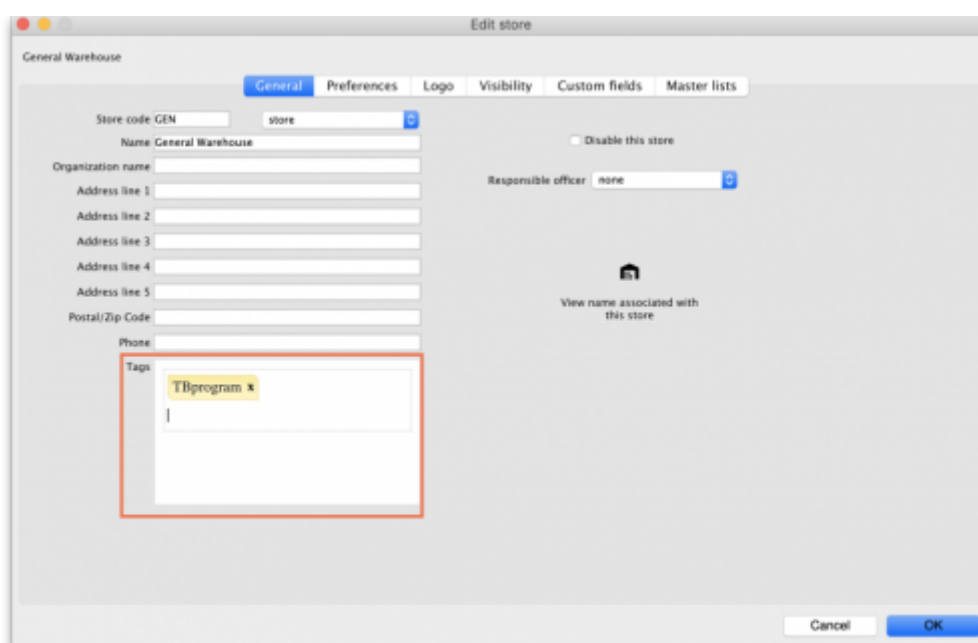 Edit store
General Warehouse
General Preferences Logo Visibility Custom fields Master lists
Store code GEN store
Disable this store
Name General Warehouse
Organization name
Responsible officer none
Address line 1
Address line 2
Address line 3
Address line 4
Address line 5
View name associated with
this store
Postal/Zip Code
Phone
Tags
TBprogram x
Cancel OK